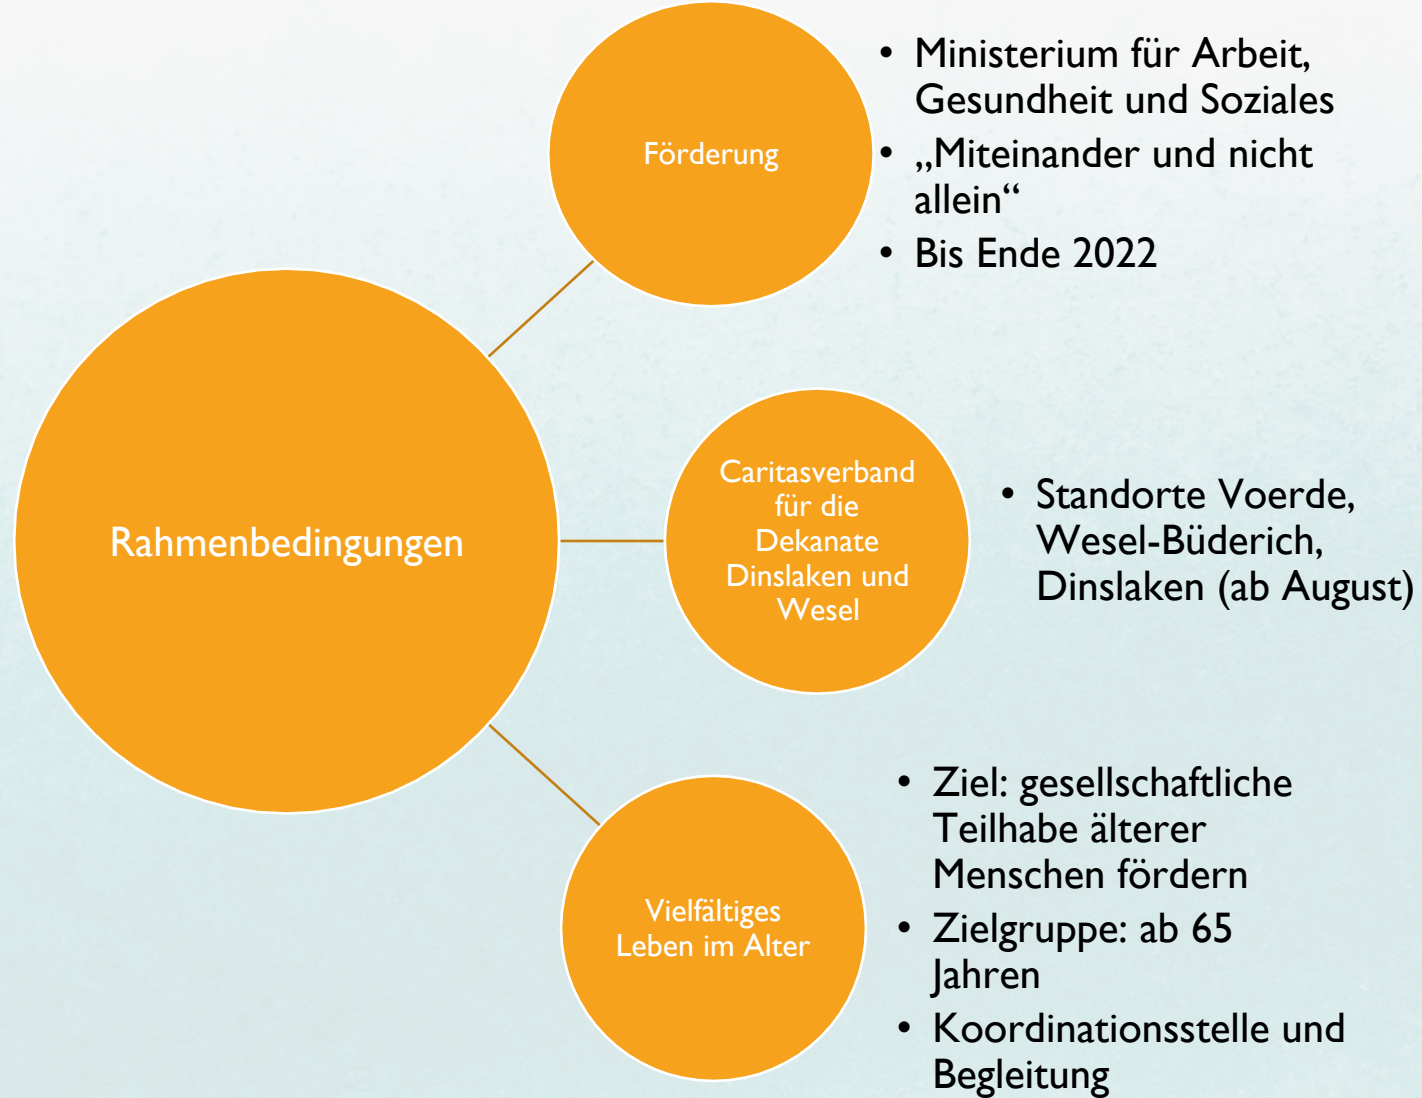 Rahmenbedingungen
Förderung
• Ministerium für Arbeit,
Gesundheit und Soziales
• „Miteinander und nicht
allein“
• Bis Ende 2022
Caritasverband
für die
Dekanate
Dinslaken und
Wesel
• Standorte Voerde,
Wesel-Büderich,
Dinslaken (ab August)
Vielfältiges
Leben im Alter
• Ziel: gesellschaftliche
Teilhabe älterer
Menschen fördern
• Zielgruppe: ab 65
Jahren
• Koordinationsstelle und
Begleitung